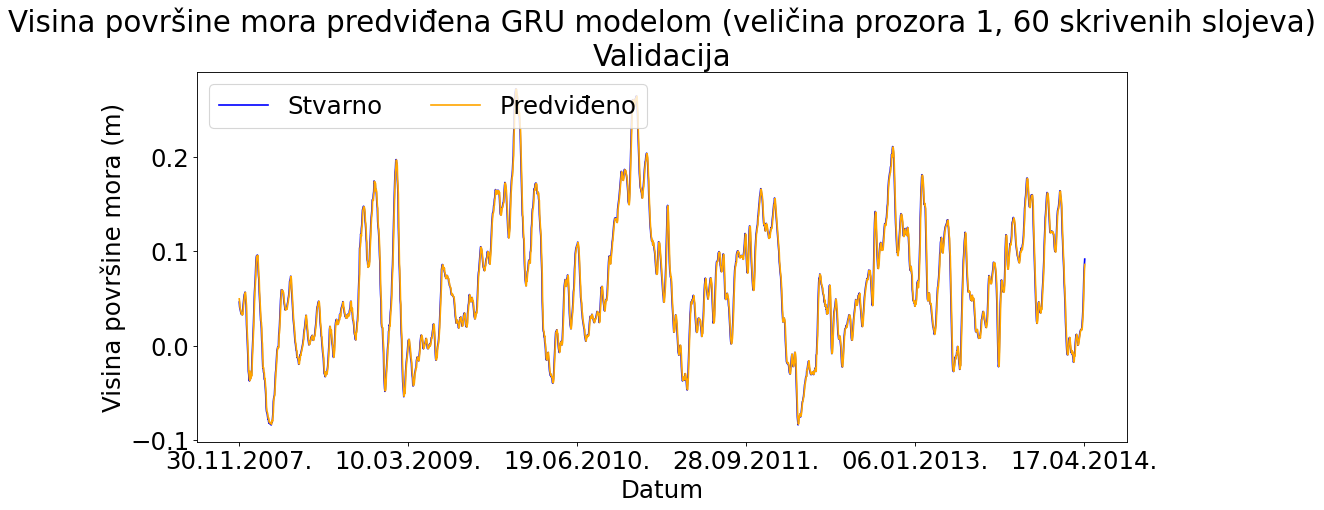 Visina površine mora predviđena GRU modelom (veličina prozora 1, 60 skrivenih slojeva)
Validacija
Stvarno Predviđeno
Visina površine mora (m)
0.2
0.1
0.0
−0.1
30.11.2007. 10.03.2009. 19.06.2010. 28.09.2011. 06.01.2013. 17.04.2014.
Datum